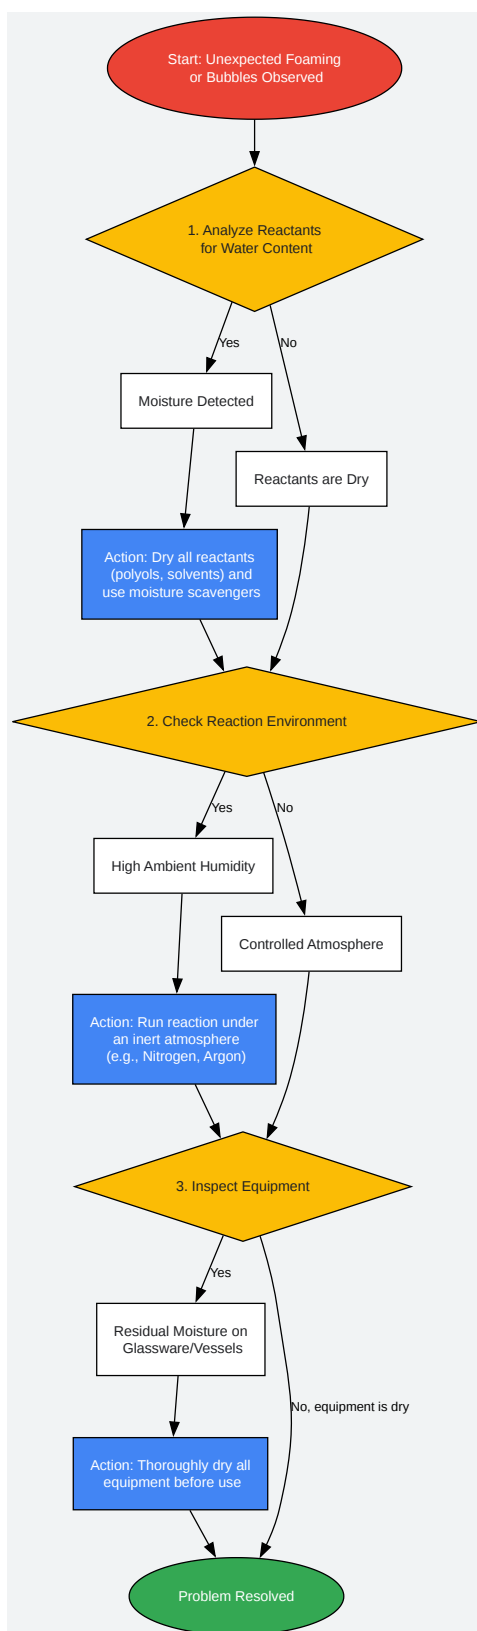 Start: Unexpected Foaming
or Bubbles Observed
1. Analyze Reactants
for Water Content
Yes
No
Moisture Detected
Reactants are Dry
Action: Dry all reactants
(polyols, solvents) and
use moisture scavengers
2. Check Reaction Environment
Yes
No
High Ambient Humidity
Controlled Atmosphere
Action: Run reaction under
an inert atmosphere
(e.g., Nitrogen, Argon)
3. Inspect Equipment
Yes
Residual Moisture on
Glassware/Vessels
No, equipment is dry
Action: Thoroughly dry all
equipment before use
Problem Resolved